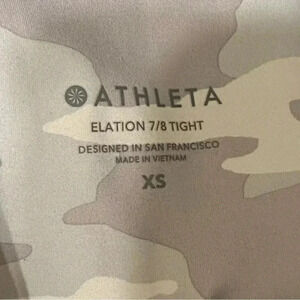 ATHLETA
ELATION 7/8 TIGHT
DESIGNED IN SAN FRANCISCO
MADE IN VIETNAM
XS